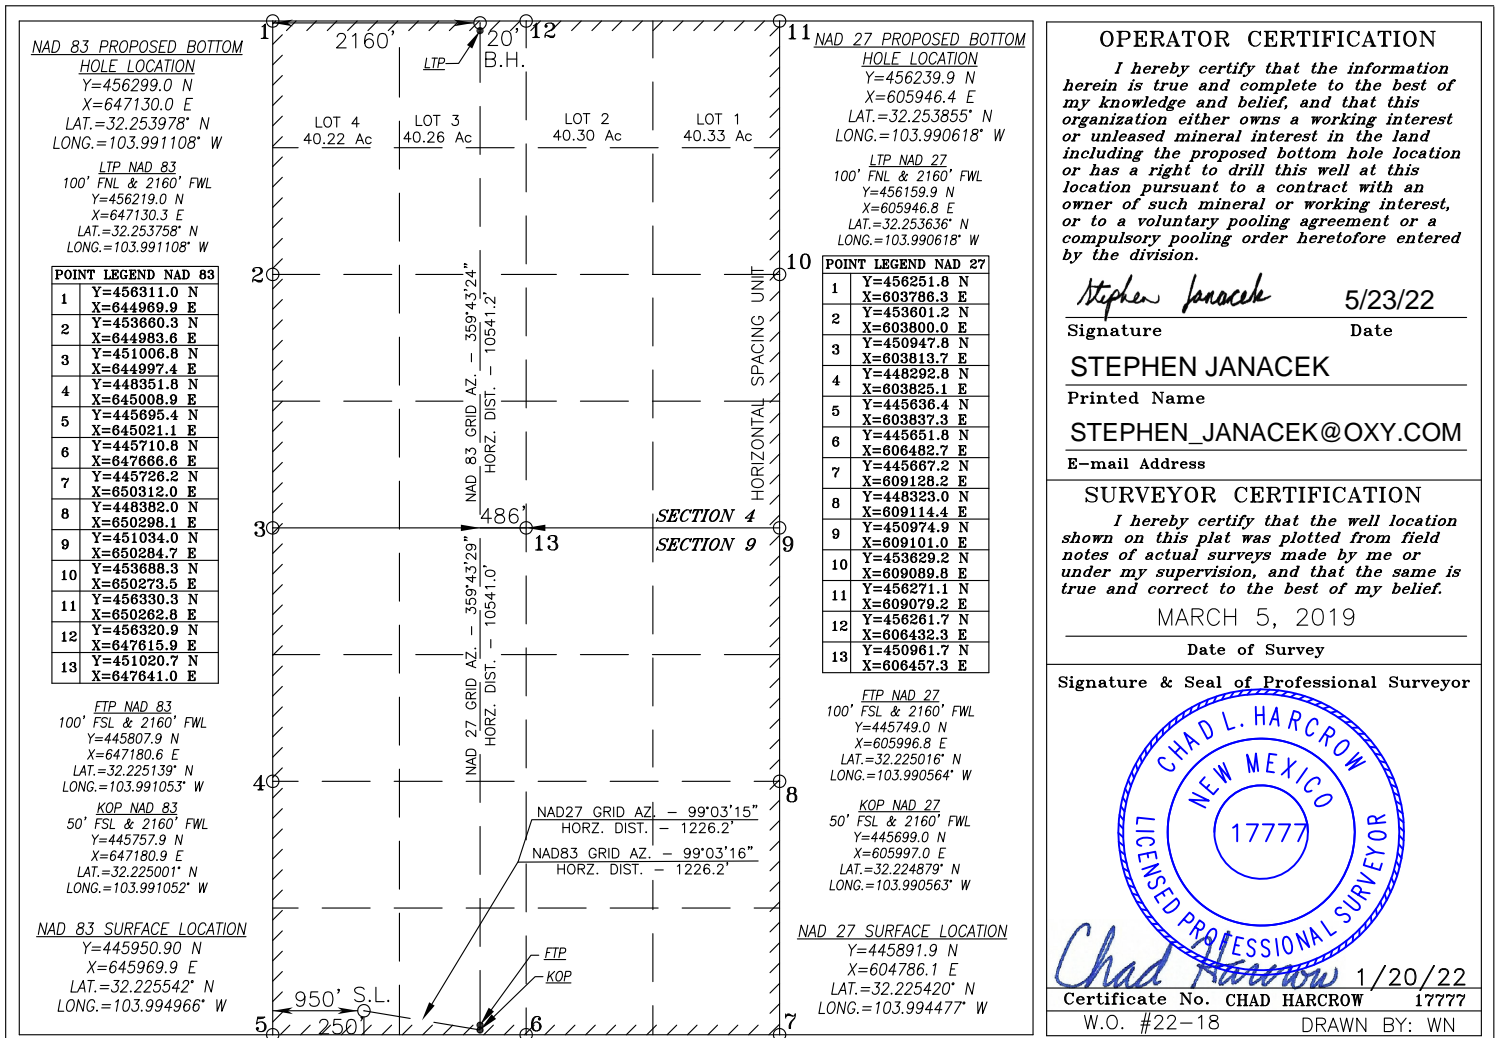 NAD 83 PROPOSED BOTTOM
HOLE LOCATION
Y=456299.0 N
X=647130.0 E
LAT.=32.253978° N
LONG.=103.991108° W
LTP NAD 83
100' FNL & 2160' FWL
Y=456219.0 N
X=647130.3 E
LAT.=32.253758° N
LONG.=103.991108° W
POINT LEGEND NAD 83
1 Y=456311.0 N
X=644969.9 E
2 Y=453660.3 N
X=644983.6 E
3 Y=451006.8 N
X=644997.4 E
4 Y=448351.8 N
X=645008.9 E
5 Y=445695.4 N
X=645021.1 E
6 Y=445710.8 N
X=647666.6 E
7 Y=445726.2 N
X=650312.0 E
8 Y=448382.0 N
X=650298.1 E
9 Y=451034.0 N
X=650284.7 E
10 Y=453688.3 N
X=650273.5 E
11 Y=456330.3 N
X=650262.8 E
12 Y=456320.9 N
X=647615.9 E
13 Y=451020.7 N
X=647641.0 E
FTP NAD 83
100' FSL & 2160' FWL
Y=445807.9 N
X=647180.6 E
LAT.=32.225139° N
LONG.=103.991053° W
KOP NAD 83
50' FSL & 2160' FWL
Y=445757.9 N
X=647180.9 E
LAT.=32.225001° N
LONG.=103.991052° W
NAD 83 SURFACE LOCATION
Y=445950.90 N
X=645969.9 E
LAT.=32.225542° N
LONG.=103.994966° W
1
2160'
LTP
20'
B.H.
12
11
LOT 4
40.22 Ac
LOT 3
40.26 Ac
LOT 2
40.30 Ac
LOT 1
40.33 Ac
2
10
NAD 83 GRID AZ. - 359°43'24"
HORZ. DIST. - 10541.2'
HORIZONTAL SPACING UNIT
3
486'
13
SECTION 4
SECTION 9
9
NAD 27 GRID AZ. - 359°43'29"
HORZ. DIST. - 10541.0'
4
8
NAD27 GRID AZ. - 99°03'15"
HORZ. DIST. - 1226.2'
NAD83 GRID AZ. - 99°03'16"
HORZ. DIST. - 1226.2'
FTP
KOP
950'
S.L.
250'
5
6
7
NAD 27 PROPOSED BOTTOM
HOLE LOCATION
Y=456239.9 N
X=605946.4 E
LAT.=32.253855° N
LONG.=103.990618° W
LTP NAD 27
100' FNL & 2160' FWL
Y=456159.9 N
X=605946.8 E
LAT.=32.253636° N
LONG.=103.990618° W
POINT LEGEND NAD 27
1 Y=456251.8 N
X=603786.3 E
2 Y=453601.2 N
X=603800.0 E
3 Y=450947.8 N
X=603813.7 E
4 Y=448292.8 N
X=603825.1 E
5 Y=445636.4 N
X=603837.3 E
6 Y=445651.8 N
X=606482.7 E
7 Y=445667.2 N
X=609128.2 E
8 Y=448323.0 N
X=609114.4 E
9 Y=450974.9 N
X=609101.0 E
10 Y=453629.2 N
X=609089.8 E
11 Y=456271.1 N
X=609079.2 E
12 Y=456261.7 N
X=606432.3 E
13 Y=450961.7 N
X=606457.3 E
FTP NAD 27
100' FSL & 2160' FWL
Y=445749.0 N
X=605996.8 E
LAT.=32.225016° N
LONG.=103.990564° W
KOP NAD 27
50' FSL & 2160' FWL
Y=445699.0 N
X=605997.0 E
LAT.=32.224879° N
LONG.=103.990563° W
NAD 27 SURFACE LOCATION
Y=445891.9 N
X=604786.1 E
LAT.=32.225420° N
LONG.=103.994477° W
OPERATOR CERTIFICATION
I hereby certify that the information
herein is true and complete to the best of
my knowledge and belief, and that this
organization either owns a working interest
or unleased mineral interest in the land
including the proposed bottom hole location
or has a right to drill this well at this
location pursuant to a contract with an
owner of such mineral or working interest,
or to a voluntary pooling agreement or a
compulsory pooling order heretofore entered
by the division.
Stephen Janacek 5/23/22
Signature Date
STEPHEN JANACEK
Printed Name
STEPHEN_JANACEK@OXY.COM
E-mail Address
SURVEYOR CERTIFICATION
I hereby certify that the well location
shown on this plat was plotted from field
notes of actual surveys made by me or
under my supervision, and that the same is
true and correct to the best of my belief.
MARCH 5, 2019
Date of Survey
Signature & Seal of Professional Surveyor
CHAD L. HARCROW
NEW MEXICO
17777
LICENSED PROFESSIONAL SURVEYOR
Chad Harcrow 1/20/22
Certificate No. CHAD HARCROW 17777
W.O. #22-18 DRAWN BY: WN